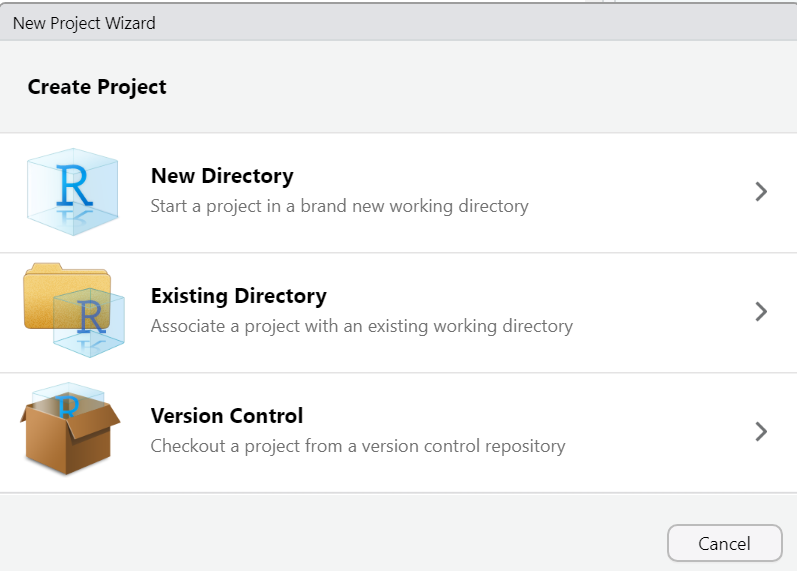 New Project Wizard
Create Project
R
New Directory
Start a project in a brand new working directory
R
Existing Directory
Associate a project with an existing working directory
R
Version Control
Checkout a project from a version control repository
Cancel